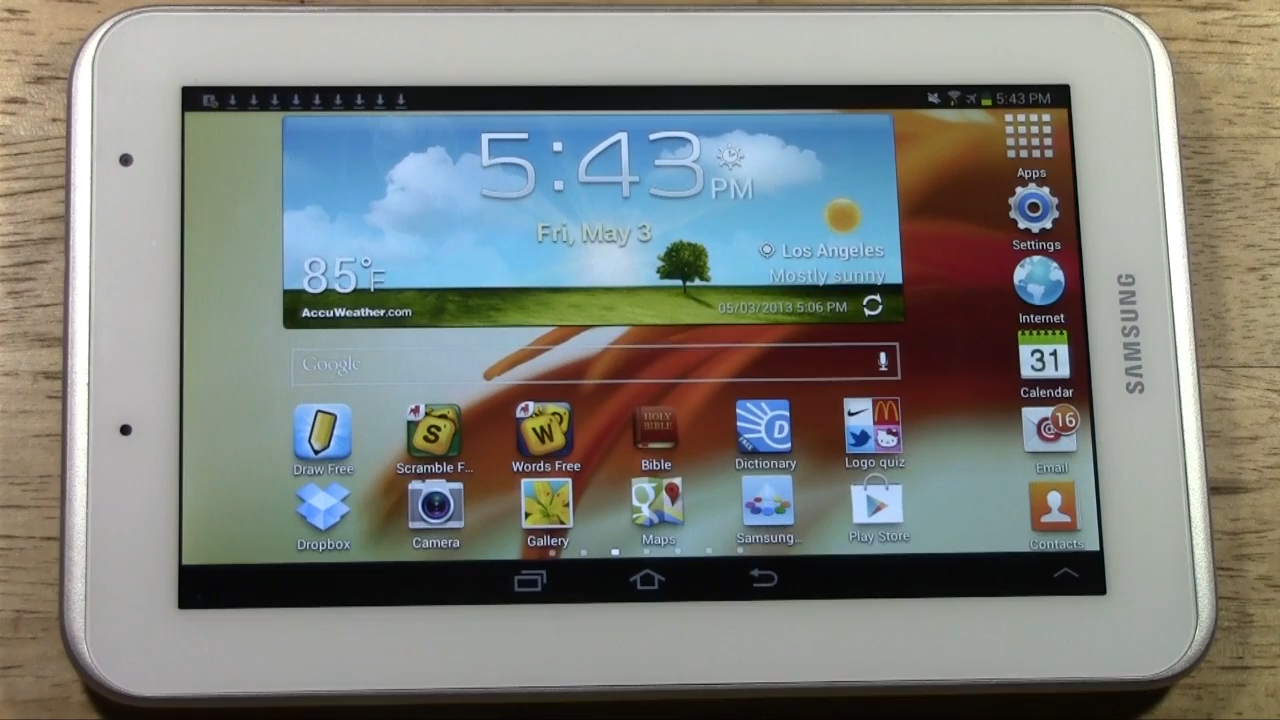 5:43 PM
5:43 PM
Fri, May 3
Los Angeles
Mostly sunny
85°F
AccuWeather.com
05/03/2013 5:06 PM
Google
Apps
Settings
Internet
31
Calendar
16
@
Email
Contacts
SAMSUNG
S
W
HOLY BIBLE
D
FREE
Draw Free
Scramble F...
Words Free
Bible
Dictionary
Logo quiz
g
Dropbox
Camera
Gallery
Maps
Samsung...
Play Store